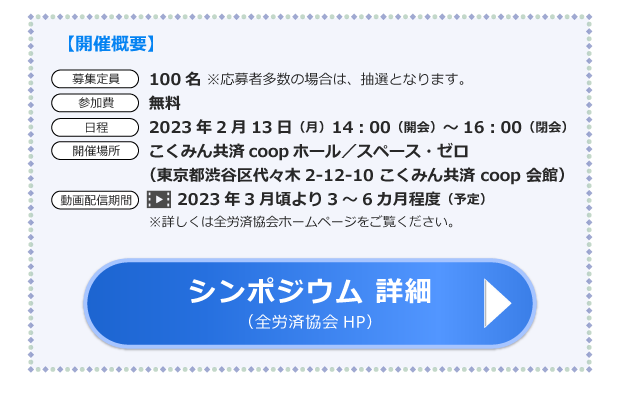 【開催概要】
募集定員 100名 ※応募者多数の場合は、抽選となります。
参加費 無料
日程 2023年2月13日（月）14：00（開会）～16：00（閉会）
開催場所 こくみん共済 coop ホール／スペース・ゼロ
（東京都渋谷区代々木 2-12-10 こくみん共済 coop 会館）
動画配信期間 2023年3月頃より3～6カ月程度（予定）
※詳しくは全労済協会ホームページをご覧ください。
シンポジウム 詳細
（全労済協会 HP）